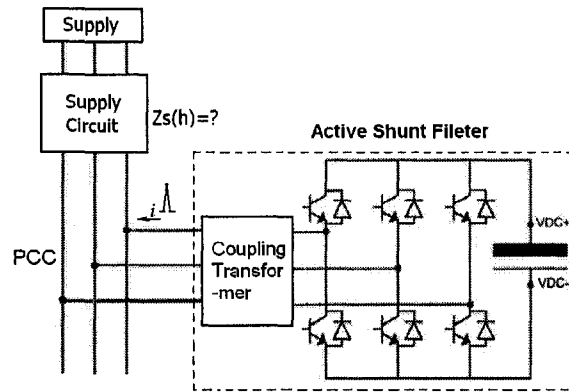 Supply
Supply
Circuit
Zs(h)=?
Active Shunt Fileter
i
PCC
Coupling
Transfor
-mer
VDC+
VDC-